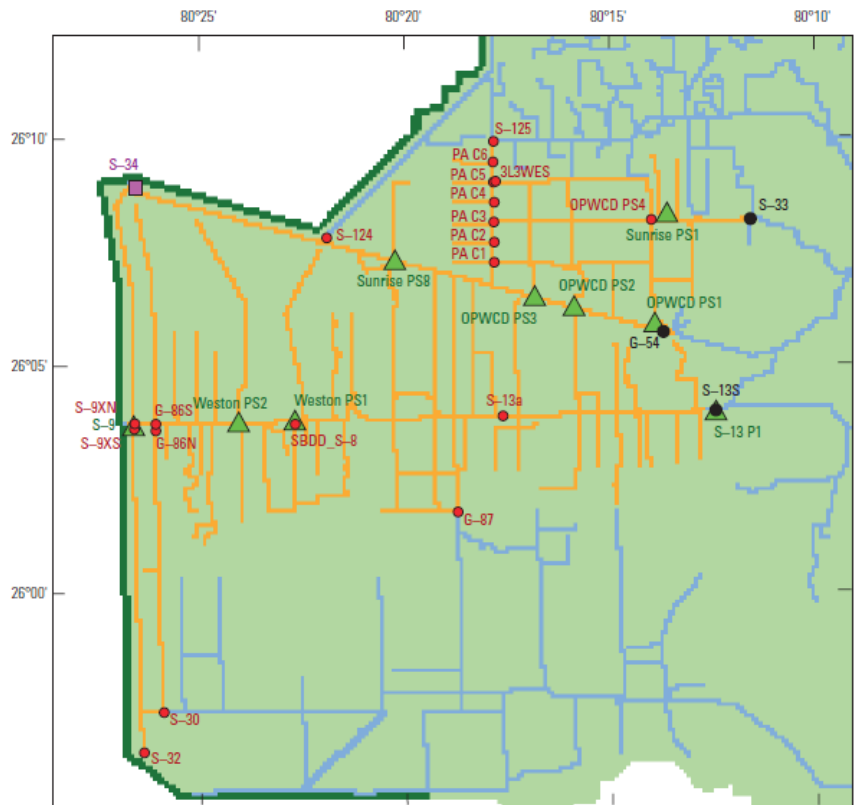 80°25' 80°20' 80°15' 80°10'
26°10'
S–125
PA C6
S–34
PA C5 3L3WES
PA C4
OPWCD PS4 S–33
PA C3
Sunrise PS1
S–124
PA C2
PA C1
Sunrise PS8
OPWCD PS2
OPWCD PS1
OPWCD PS3
G–54
26°05'
S–13S
Weston PS1
Weston PS2
S–13a
S–9XN G–86S
S–9
S–13 P1
S–9XS G–86N
SBDD_S–8
G–87
26°00'
S–30
S–32